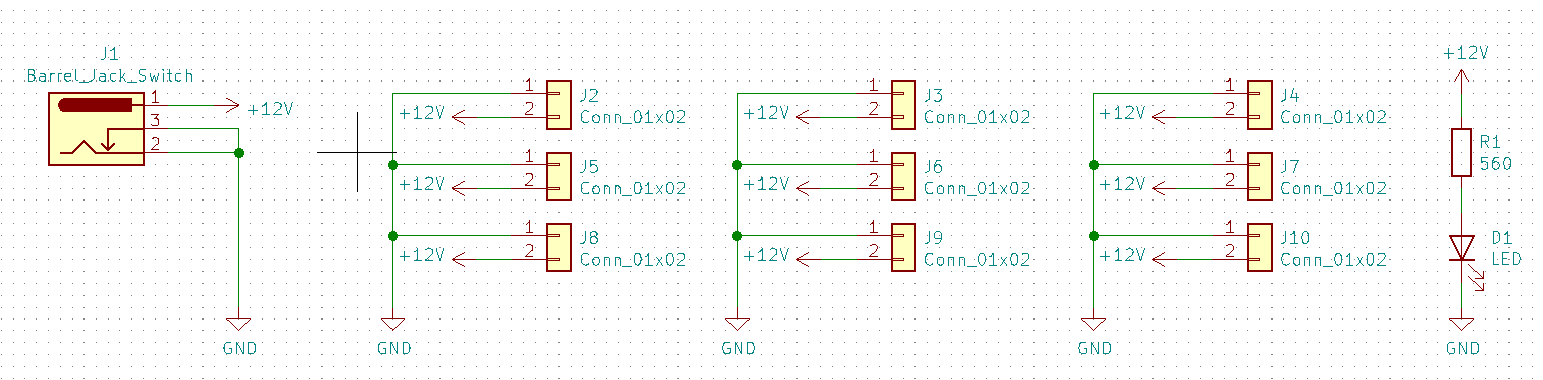 J1
Barrel_Jack_Switch
1
+12V
3
2
GND
+12V
1
2
J2
Conn_01x02
+12V
1
2
J5
Conn_01x02
+12V
1
2
J8
Conn_01x02
GND
+12V
1
2
J3
Conn_01x02
+12V
1
2
J6
Conn_01x02
+12V
1
2
J9
Conn_01x02
GND
+12V
1
2
J4
Conn_01x02
+12V
1
2
J7
Conn_01x02
+12V
1
2
J10
Conn_01x02
GND
+12V
R1
560
D1
LED
GND